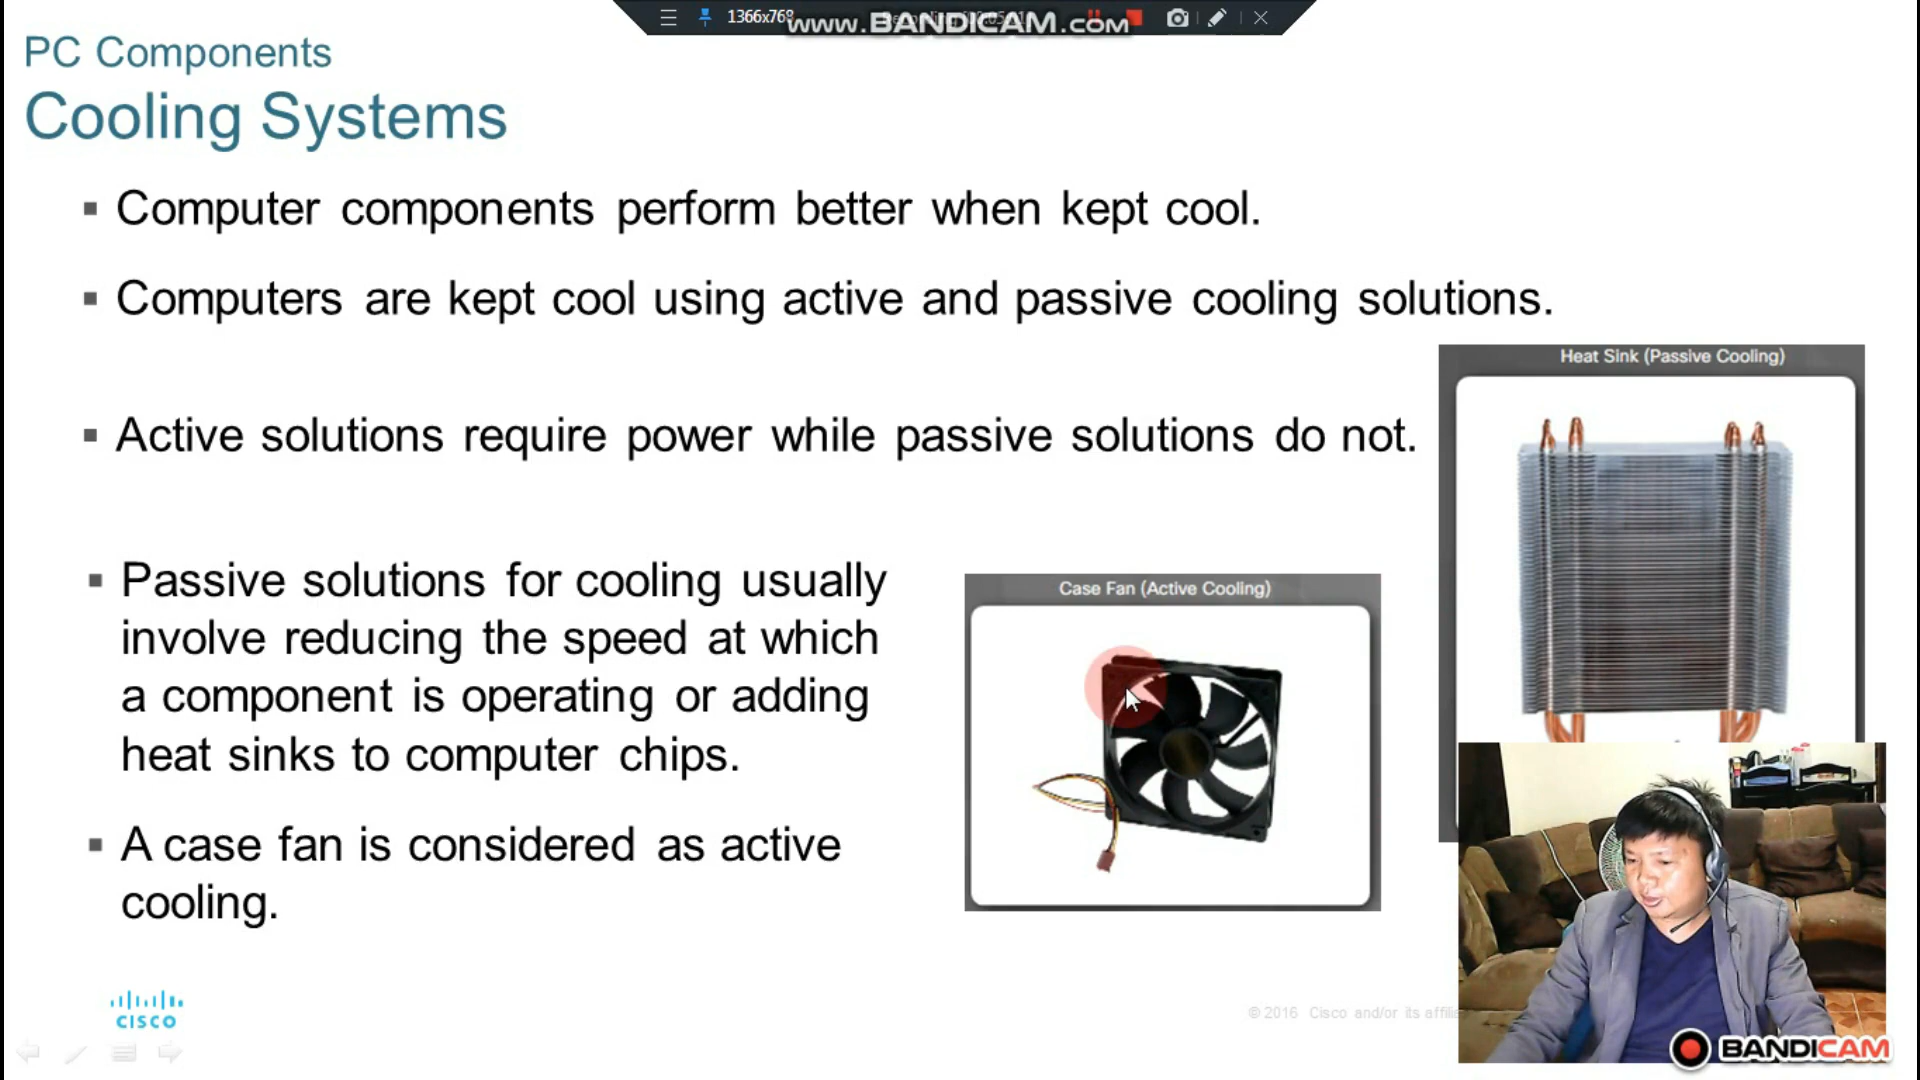 1366x768
www.BANDICAM.com
PC Components
Cooling Systems
▪ Computer components perform better when kept cool.
▪ Computers are kept cool using active and passive cooling solutions.
▪ Active solutions require power while passive solutions do not.
Heat Sink (Passive Cooling)
▪ Passive solutions for cooling usually
involve reducing the speed at which
a component is operating or adding
heat sinks to computer chips.
▪ A case fan is considered as active
cooling.
Case Fan (Active Cooling)
CISCO
© 2016 Cisco and/or its
BANDICAM